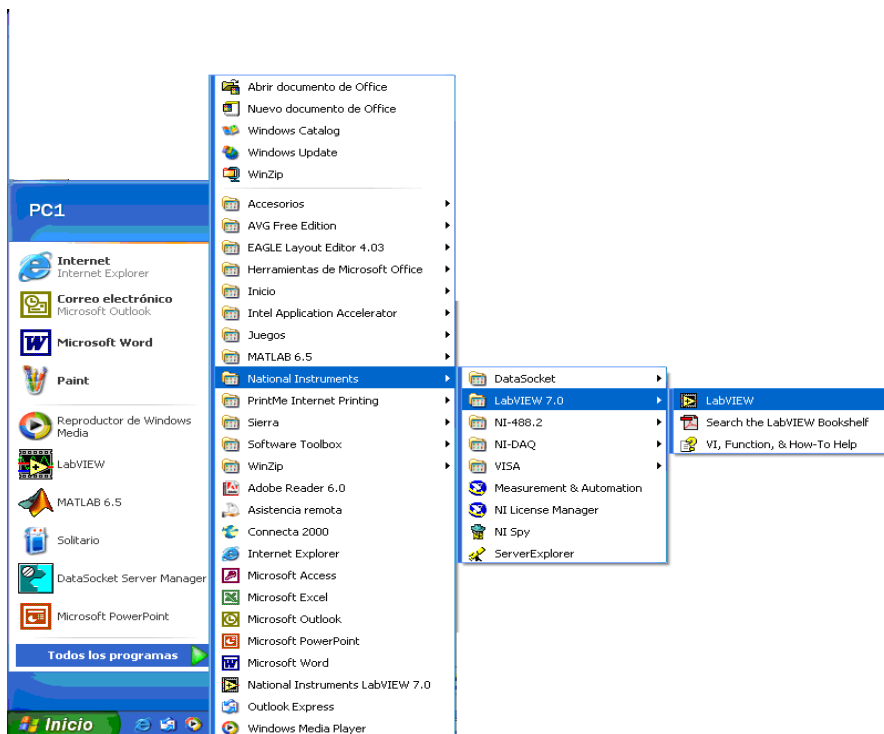 PC1
Internet
Internet Explorer
Correo electrónico
Microsoft Outlook
Microsoft Word
Paint
Reproductor de Windows
Media
LabVIEW
MATLAB 6.5
Solitario
DataSocket Server Manager
Microsoft PowerPoint
Todos los programas
Inicio
Abrir documento de Office
Nuevo documento de Office
Windows Catalog
Windows Update
WinZip
Accesorios
AVG Free Edition
EAGLE Layout Editor 4.03
Herramientas de Microsoft Office
Inicio
Intel Application Accelerator
Juegos
MATLAB 6.5
National Instruments
PrintMe Internet Printing
Sierra
Software Toolbox
WinZip
Adobe Reader 6.0
Asistencia remota
Connecta 2000
Internet Explorer
Microsoft Access
Microsoft Excel
Microsoft Outlook
Microsoft PowerPoint
Microsoft Word
National Instruments LabVIEW 7.0
Outlook Express
Windows Media Player
DataSocket
LabVIEW 7.0
NI-488.2
NI-DAQ
VISA
Measurement & Automation
NI License Manager
NI Spy
ServerExplorer
LabVIEW
Search the LabVIEW Bookshelf
VI, Function, & How-To Help